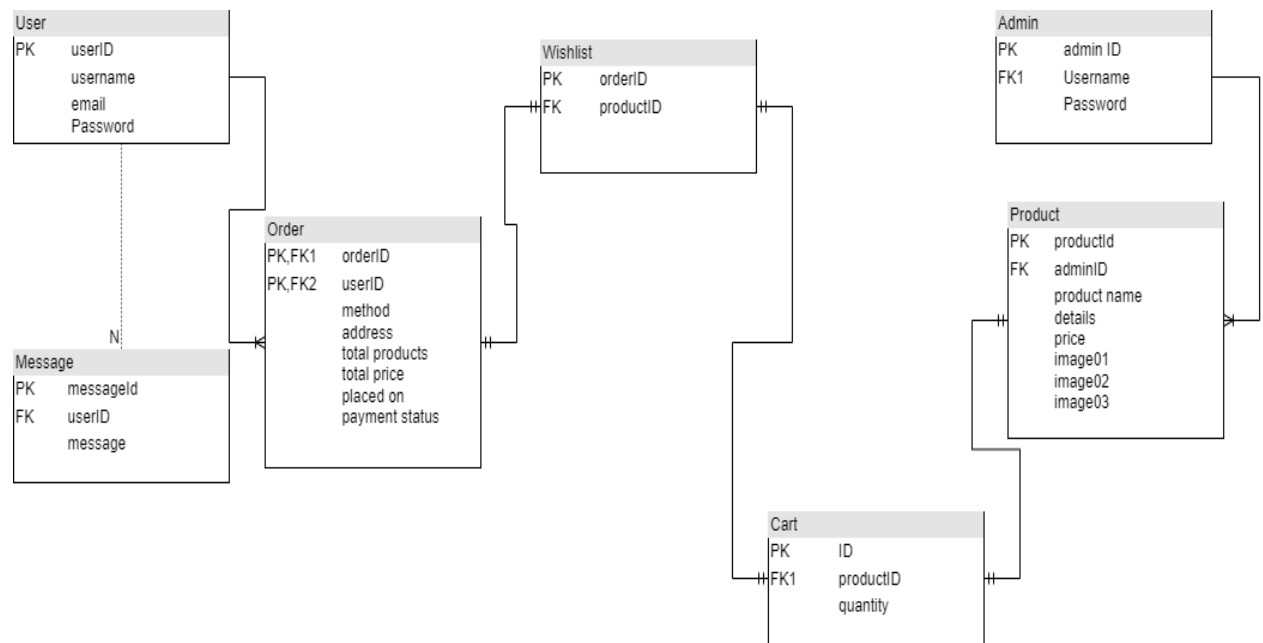 User
PK userID
username
email
Password
Wishlist
PK orderID
FK productID
Admin
PK admin ID
FK1 Username
Password
Order
PK,FK1 orderID
PK,FK2 userID
method
address
total products
total price
placed on
payment status
Product
PK productId
FK adminID
product name
details
price
image01
image02
image03
N
Message
PK messageId
FK userID
message
Cart
PK ID
FK1 productID
quantity